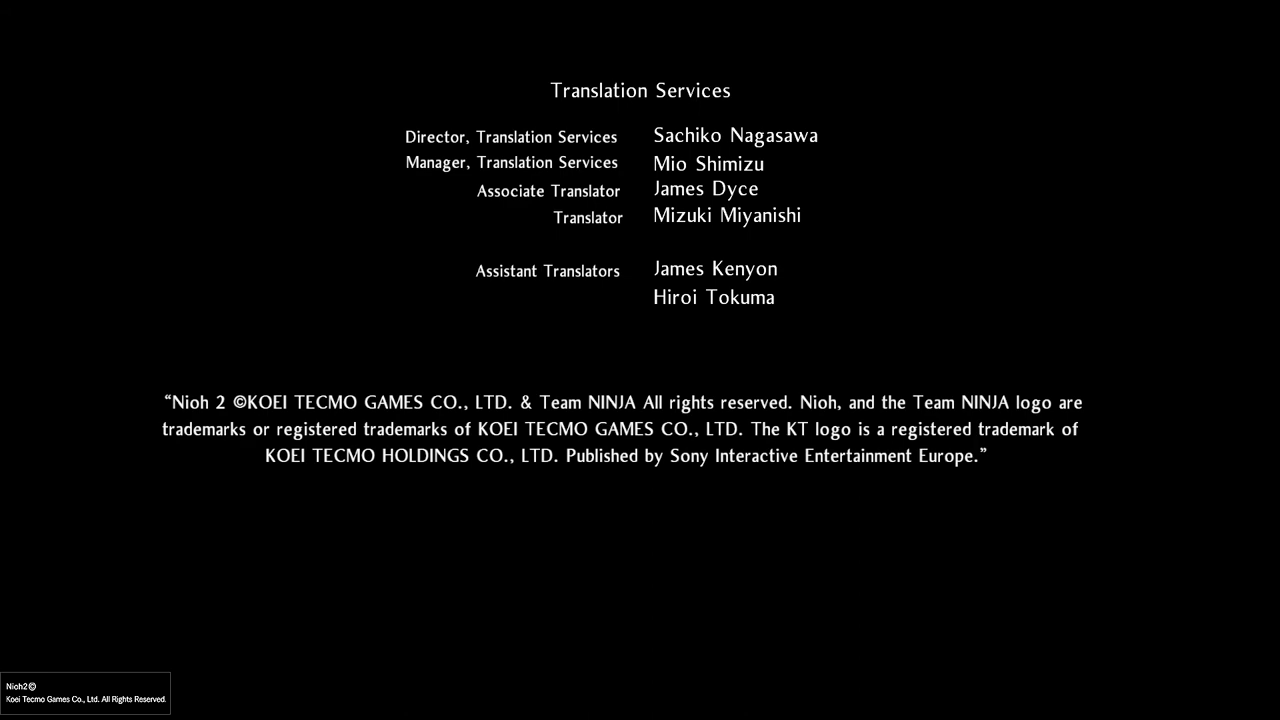 Translation Services
Director, Translation Services Sachiko Nagasawa
Manager, Translation Services Mio Shimizu
Associate Translator James Dyce
Translator Mizuki Miyanishi
Assistant Translators James Kenyon
Hiroi Tokuma
“Nioh 2 ©KOEI TECMO GAMES CO., LTD. & Team NINJA All rights reserved. Nioh, and the Team NINJA logo are
trademarks or registered trademarks of KOEI TECMO GAMES CO., LTD. The KT logo is a registered trademark of
KOEI TECMO HOLDINGS CO., LTD. Published by Sony Interactive Entertainment Europe.”
Nioh2©
Koei Tecmo Games Co., Ltd. All Rights Reserved.